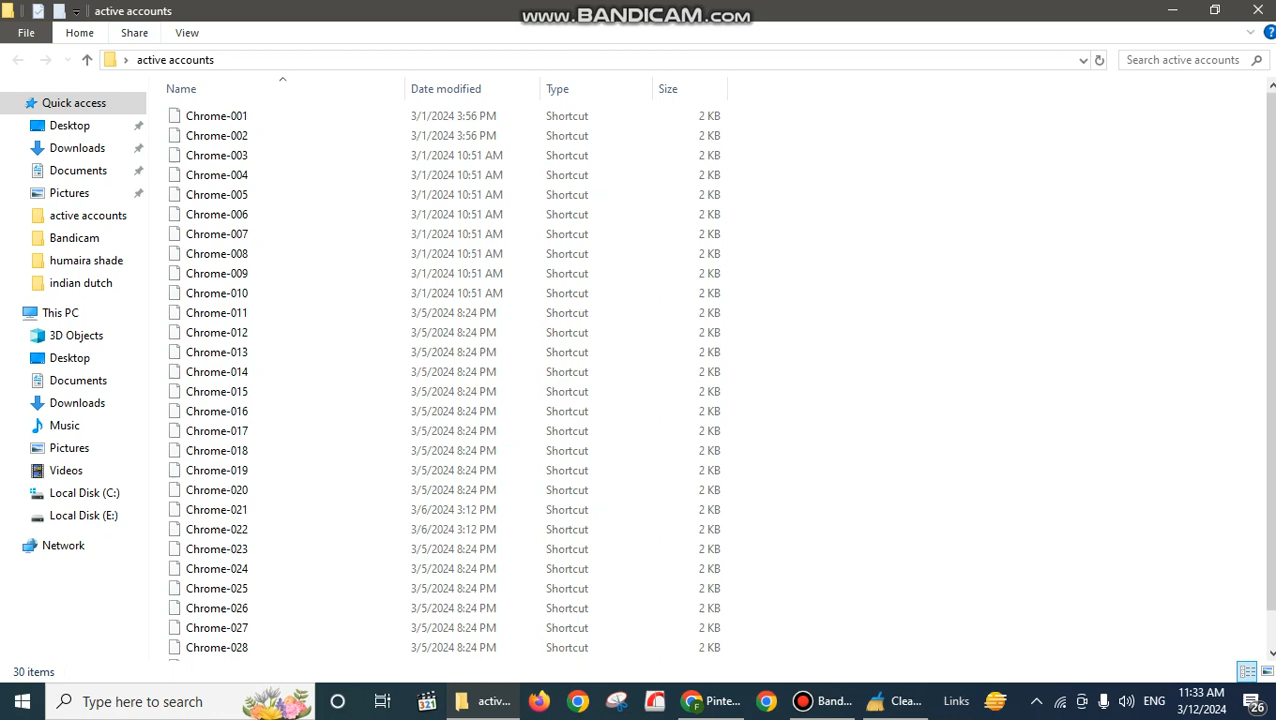 active accounts
www.BANDICAM.com
File Home Share View
active accounts
Search active accounts
Name Date modified Type Size
Quick access
Desktop
Downloads
Documents
Pictures
active accounts
Bandicam
humaira shade
indian dutch
This PC
3D Objects
Desktop
Documents
Downloads
Music
Pictures
Videos
Local Disk (C:)
Local Disk (E:)
Network
Chrome-001 3/1/2024 3:56 PM Shortcut 2 KB
Chrome-002 3/1/2024 3:56 PM Shortcut 2 KB
Chrome-003 3/1/2024 10:51 AM Shortcut 2 KB
Chrome-004 3/1/2024 10:51 AM Shortcut 2 KB
Chrome-005 3/1/2024 10:51 AM Shortcut 2 KB
Chrome-006 3/1/2024 10:51 AM Shortcut 2 KB
Chrome-007 3/1/2024 10:51 AM Shortcut 2 KB
Chrome-008 3/1/2024 10:51 AM Shortcut 2 KB
Chrome-009 3/1/2024 10:51 AM Shortcut 2 KB
Chrome-010 3/1/2024 10:51 AM Shortcut 2 KB
Chrome-011 3/5/2024 8:24 PM Shortcut 2 KB
Chrome-012 3/5/2024 8:24 PM Shortcut 2 KB
Chrome-013 3/5/2024 8:24 PM Shortcut 2 KB
Chrome-014 3/5/2024 8:24 PM Shortcut 2 KB
Chrome-015 3/5/2024 8:24 PM Shortcut 2 KB
Chrome-016 3/5/2024 8:24 PM Shortcut 2 KB
Chrome-017 3/5/2024 8:24 PM Shortcut 2 KB
Chrome-018 3/5/2024 8:24 PM Shortcut 2 KB
Chrome-019 3/5/2024 8:24 PM Shortcut 2 KB
Chrome-020 3/5/2024 8:24 PM Shortcut 2 KB
Chrome-021 3/6/2024 3:12 PM Shortcut 2 KB
Chrome-022 3/6/2024 3:12 PM Shortcut 2 KB
Chrome-023 3/5/2024 8:24 PM Shortcut 2 KB
Chrome-024 3/5/2024 8:24 PM Shortcut 2 KB
Chrome-025 3/5/2024 8:24 PM Shortcut 2 KB
Chrome-026 3/5/2024 8:24 PM Shortcut 2 KB
Chrome-027 3/5/2024 8:24 PM Shortcut 2 KB
Chrome-028 3/5/2024 8:24 PM Shortcut 2 KB
30 items
Type here to search
321
activ...
Pinte...
Band...
Clea...
Links
ENG
11:33 AM
3/12/2024
26